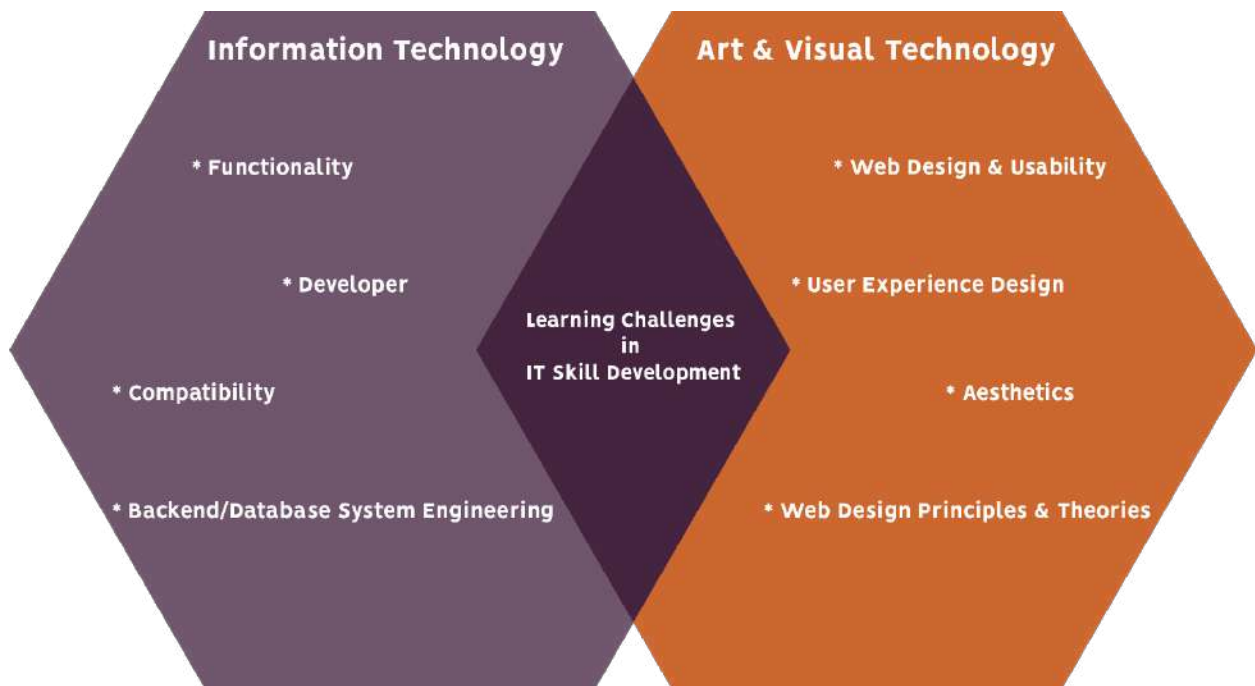 Information Technology
* Functionality
* Developer
* Compatibility
* Backend/Database System Engineering
Learning Challenges
in
IT Skill Development
Art & Visual Technology
* Web Design & Usability
* User Experience Design
* Aesthetics
* Web Design Principles & Theories